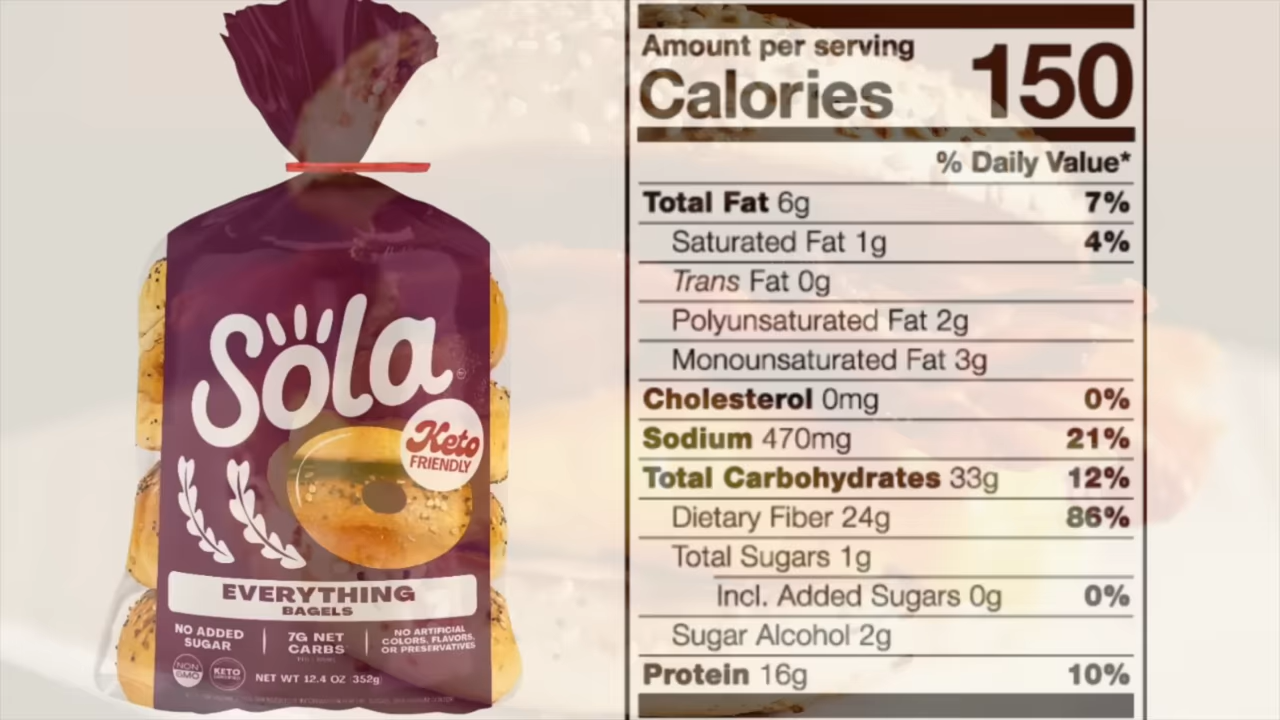 Sola
Keto
FRIENDLY
EVERYTHING
BAGELS
NO ADDED
SUGAR
7G NET
CARBS
NO ARTIFICIAL
COLORS, FLAVORS,
OR PRESERVATIVES
NON
GMO
KETO
NET WT 12.4 OZ 352g
Amount per serving
Calories 150
% Daily Value*
Total Fat 6g 7%
Saturated Fat 1g 4%
Trans Fat 0g
Polyunsaturated Fat 2g
Monounsaturated Fat 3g
Cholesterol 0mg 0%
Sodium 470mg 21%
Total Carbohydrates 33g 12%
Dietary Fiber 24g 86%
Total Sugars 1g
Incl. Added Sugars 0g 0%
Sugar Alcohol 2g
Protein 16g 10%